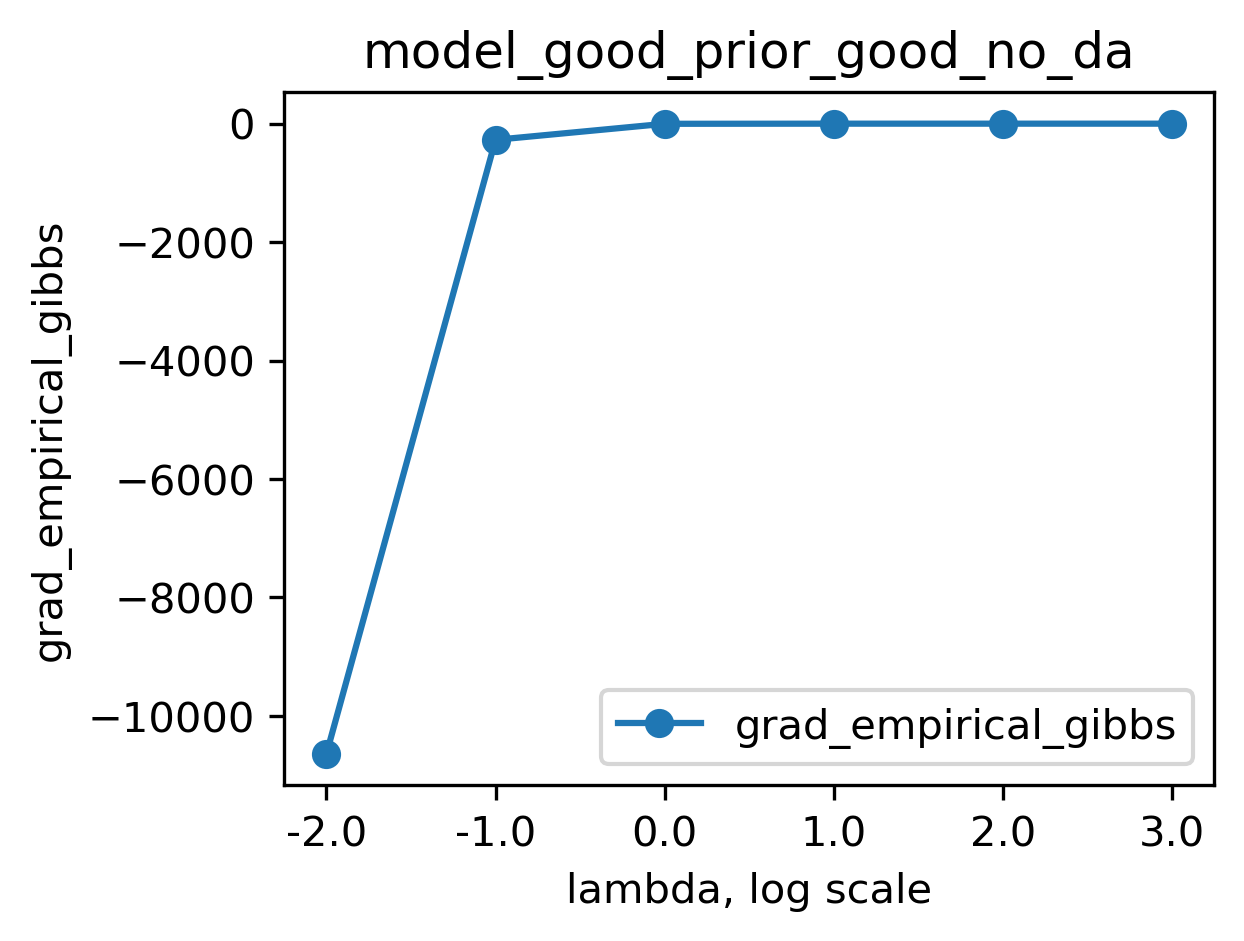 model_good_prior_good_no_da
grad_empirical_gibbs
0
−2000
−4000
−6000
−8000
−10000
grad_empirical_gibbs
-2.0 -1.0 0.0 1.0 2.0 3.0
lambda, log scale